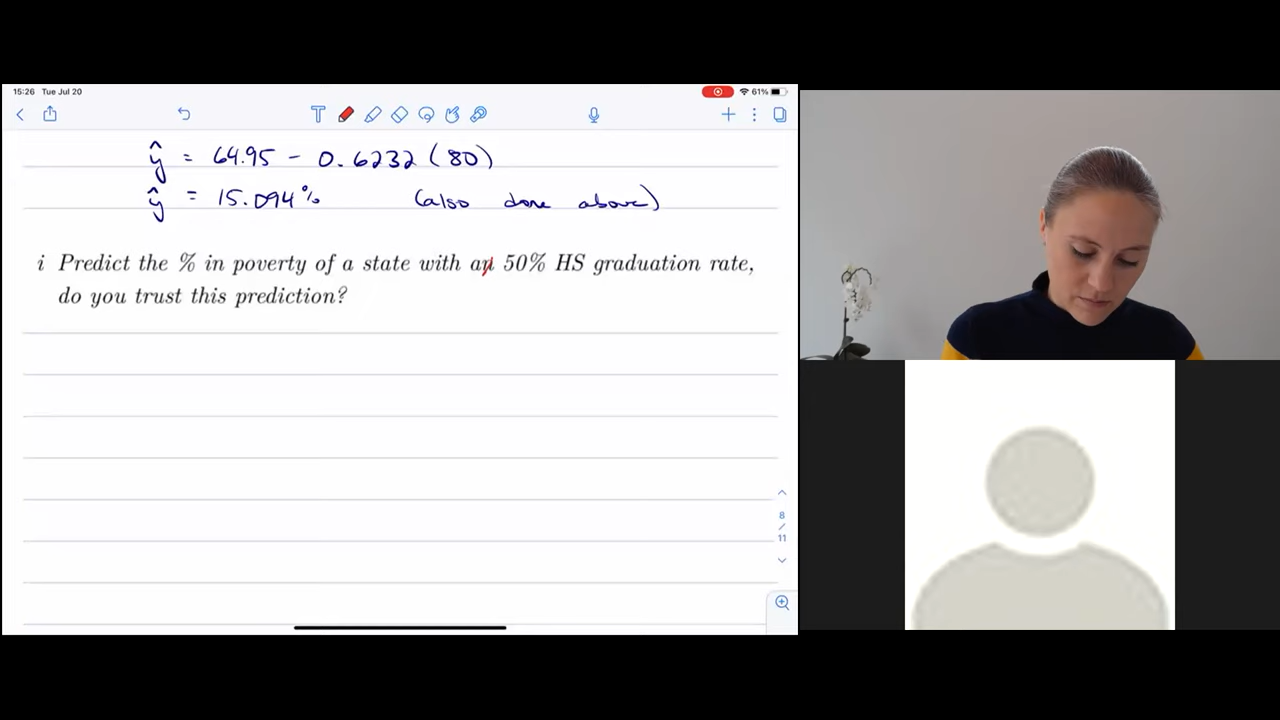 15:26 Tue Jul 20
61%
T
ŷ = 64.95 - 0.6232 (80)
ŷ = 15.094% (also done above)
i Predict the % in poverty of a state with an 50% HS graduation rate,
do you trust this prediction?
8
/
11